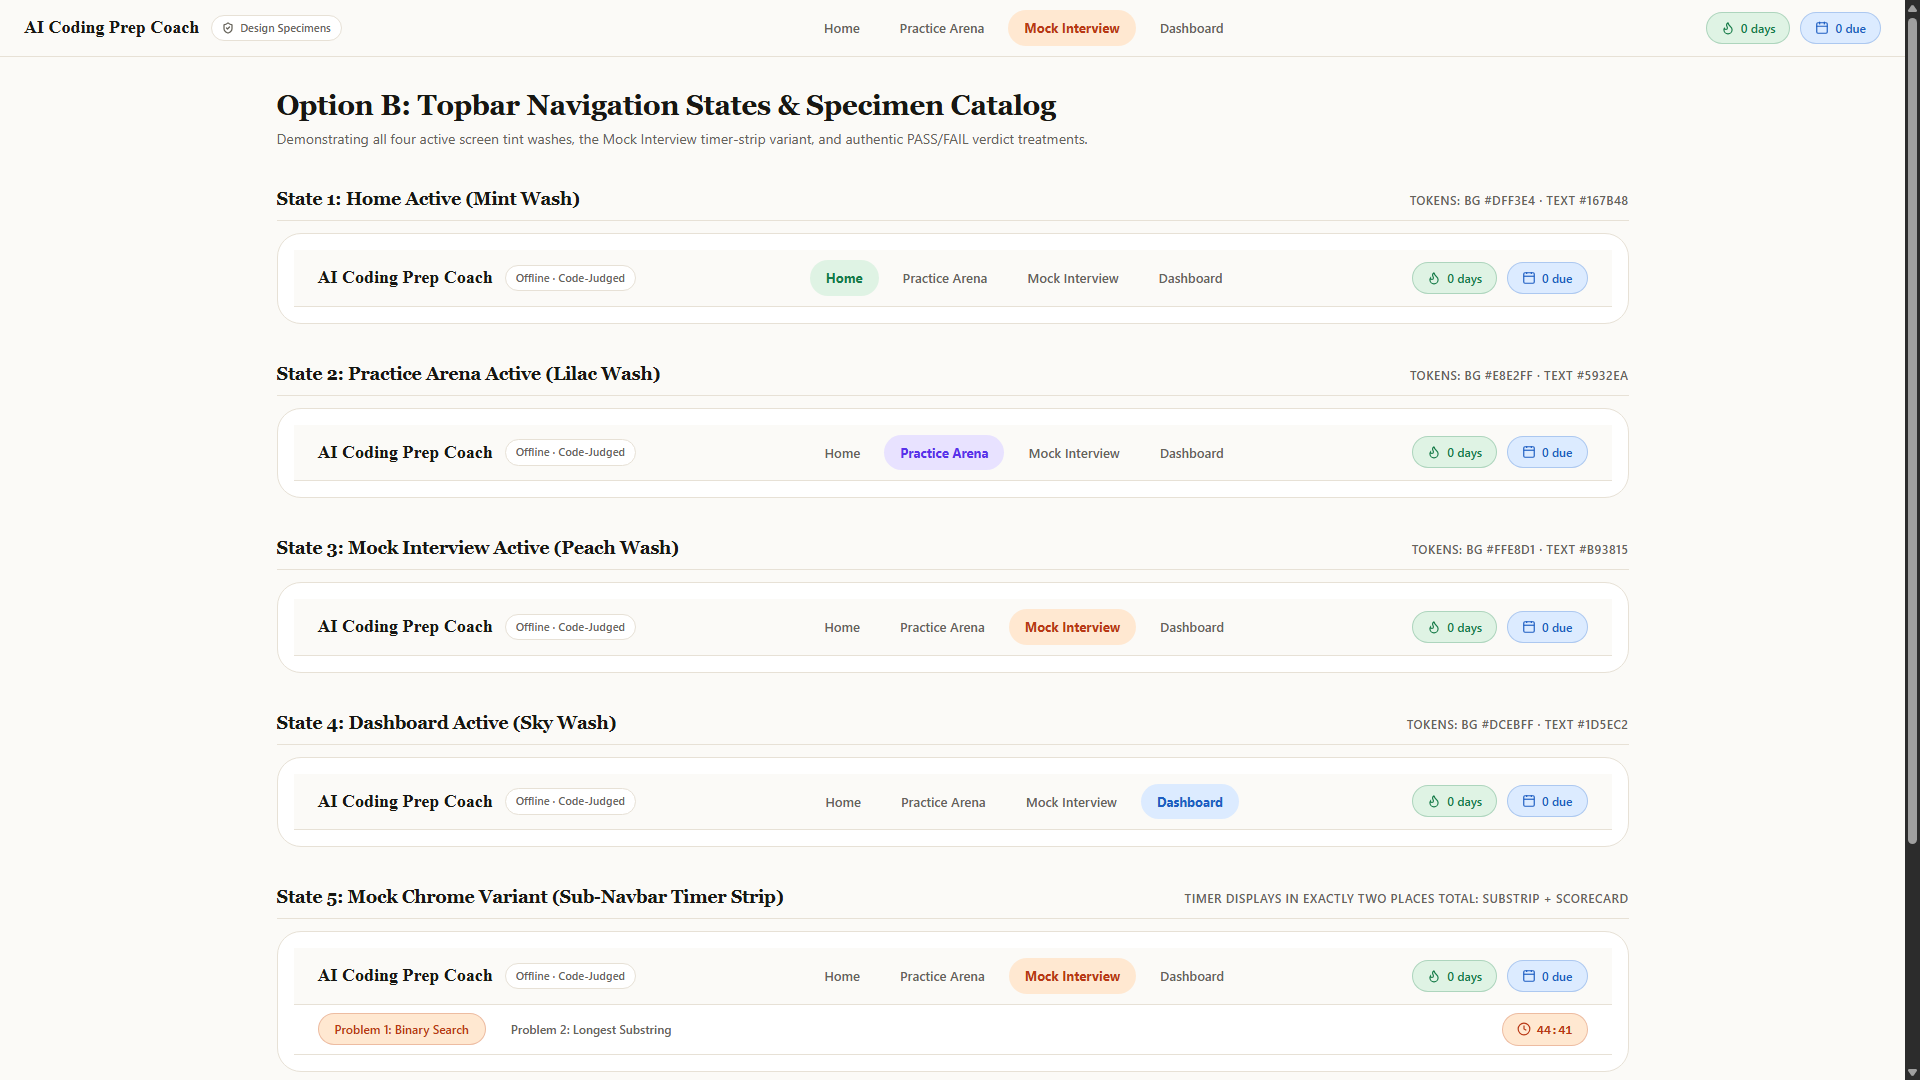 AI Coding Prep Coach Design Specimens Home Practice Arena Mock Interview Dashboard 0 days 0 due
Option B: Topbar Navigation States & Specimen Catalog
Demonstrating all four active screen tint washes, the Mock Interview timer-strip variant, and authentic PASS/FAIL verdict treatments.
State 1: Home Active (Mint Wash) TOKENS: BG #DFF3E4 · TEXT #167B48
AI Coding Prep Coach Offline · Code-Judged Home Practice Arena Mock Interview Dashboard 0 days 0 due
State 2: Practice Arena Active (Lilac Wash) TOKENS: BG #E8E2FF · TEXT #5932EA
AI Coding Prep Coach Offline · Code-Judged Home Practice Arena Mock Interview Dashboard 0 days 0 due
State 3: Mock Interview Active (Peach Wash) TOKENS: BG #FFE8D1 · TEXT #B93815
AI Coding Prep Coach Offline · Code-Judged Home Practice Arena Mock Interview Dashboard 0 days 0 due
State 4: Dashboard Active (Sky Wash) TOKENS: BG #DCEBFF · TEXT #1D5EC2
AI Coding Prep Coach Offline · Code-Judged Home Practice Arena Mock Interview Dashboard 0 days 0 due
State 5: Mock Chrome Variant (Sub-Navbar Timer Strip) TIMER DISPLAYS IN EXACTLY TWO PLACES TOTAL: SUBSTRIP + SCORECARD
AI Coding Prep Coach Offline · Code-Judged Home Practice Arena Mock Interview Dashboard 0 days 0 due
Problem 1: Binary Search Problem 2: Longest Substring 44:41